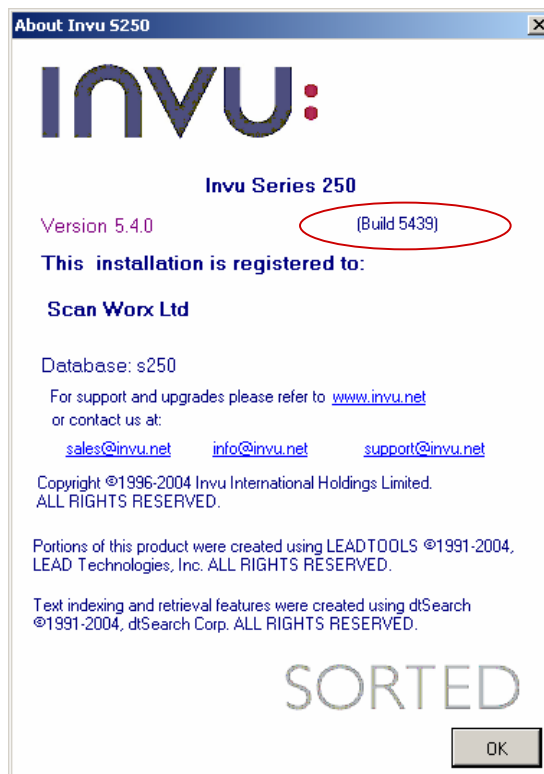 About Invu S250
INVU:
Invu Series 250
Version 5.4.0 (Build 5439)
This installation is registered to:
Scan Worx Ltd
Database: s250
For support and upgrades please refer to www.invu.net
or contact us at:
sales@invu.net info@invu.net support@invu.net
Copyright ©1996-2004 Invu International Holdings Limited.
ALL RIGHTS RESERVED.
Portions of this product were created using LEADTOOLS ©1991-2004,
LEAD Technologies, Inc. ALL RIGHTS RESERVED.
Text indexing and retrieval features were created using dtSearch
©1991-2004, dtSearch Corp. ALL RIGHTS RESERVED.
SORTED
OK